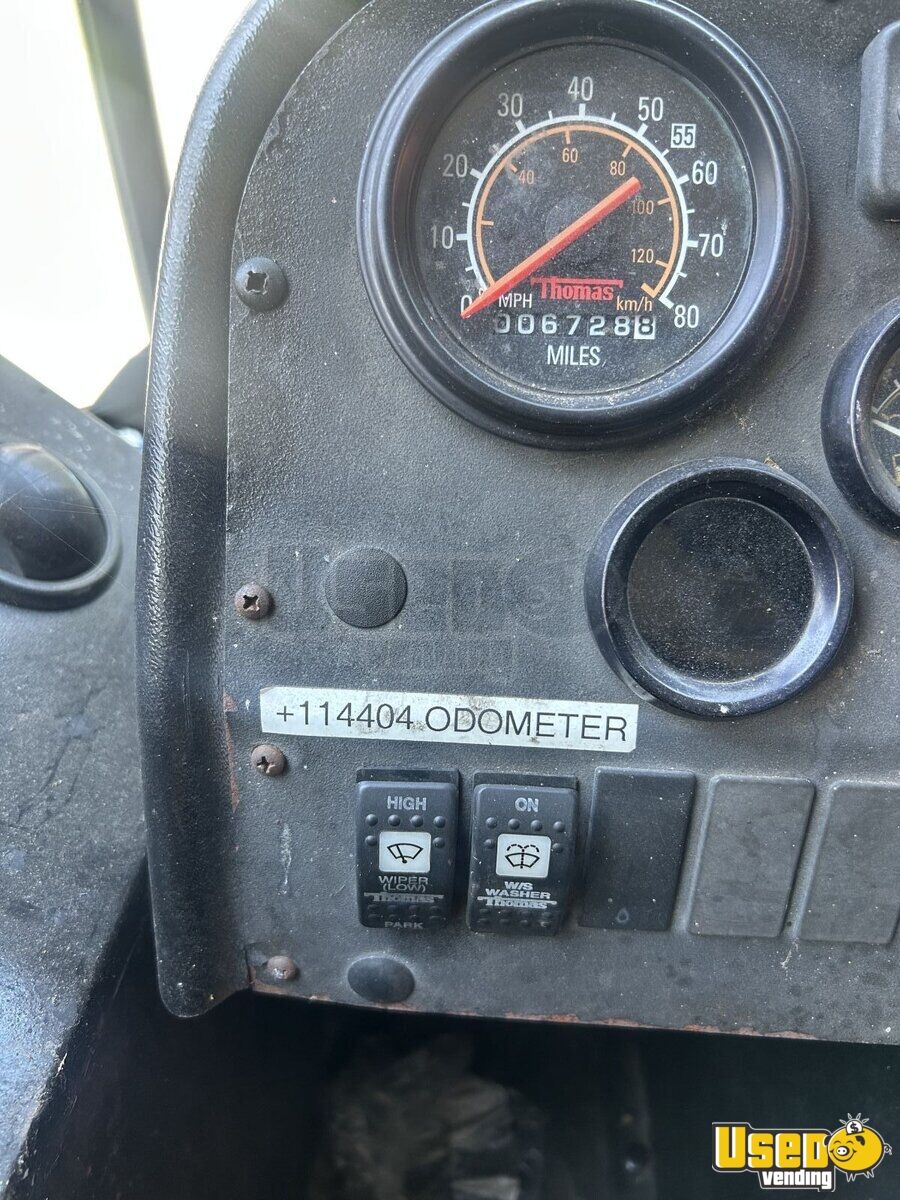 0 10 20 30 40 50 55 60 70 80
40 60 80 100 120
MPH Thomas km/h
0067288
MILES
+114404 ODOMETER
HIGH
WIPER
(LOW)
Thomas
PARK
ON
W/S
WASHER
Thomas
USED
vending